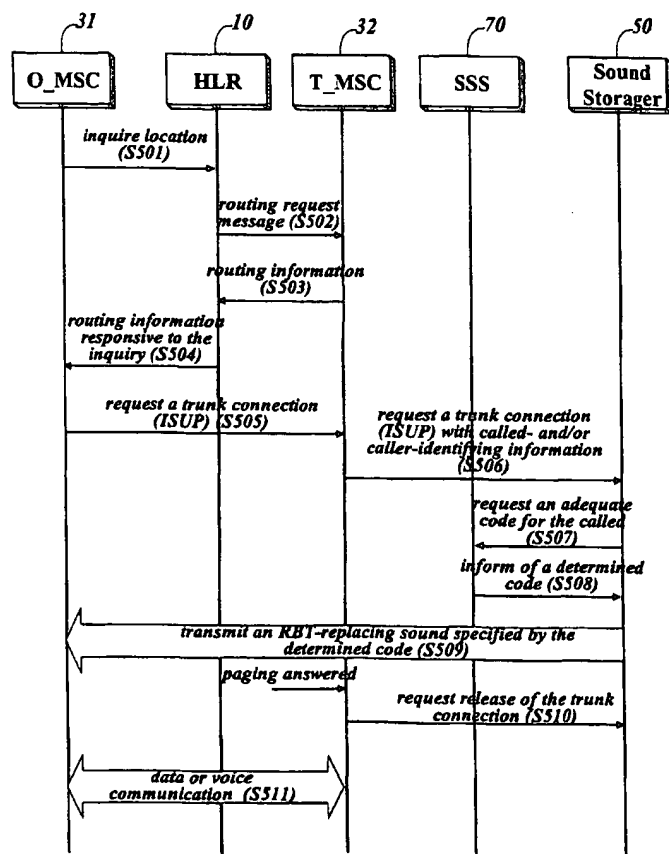 31
10
32
70
50
O_MSC
HLR
T_MSC
SSS
Sound
Storager
inquire location
(S501)
routing request
message (S502)
routing information
(S503)
routing information
responsive to the
inquiry (S504)
request a trunk connection
(ISUP) (S505)
request a trunk connection
(ISUP) with called- and/or
caller-identifying information
(S506)
request an adequate
code for the called
(S507)
inform of a determined
code (S508)
transmit an RBT-replacing sound specified by the
determined code (S509)
paging answered
request release of the trunk
connection (S510)
data or voice
communication (S511)